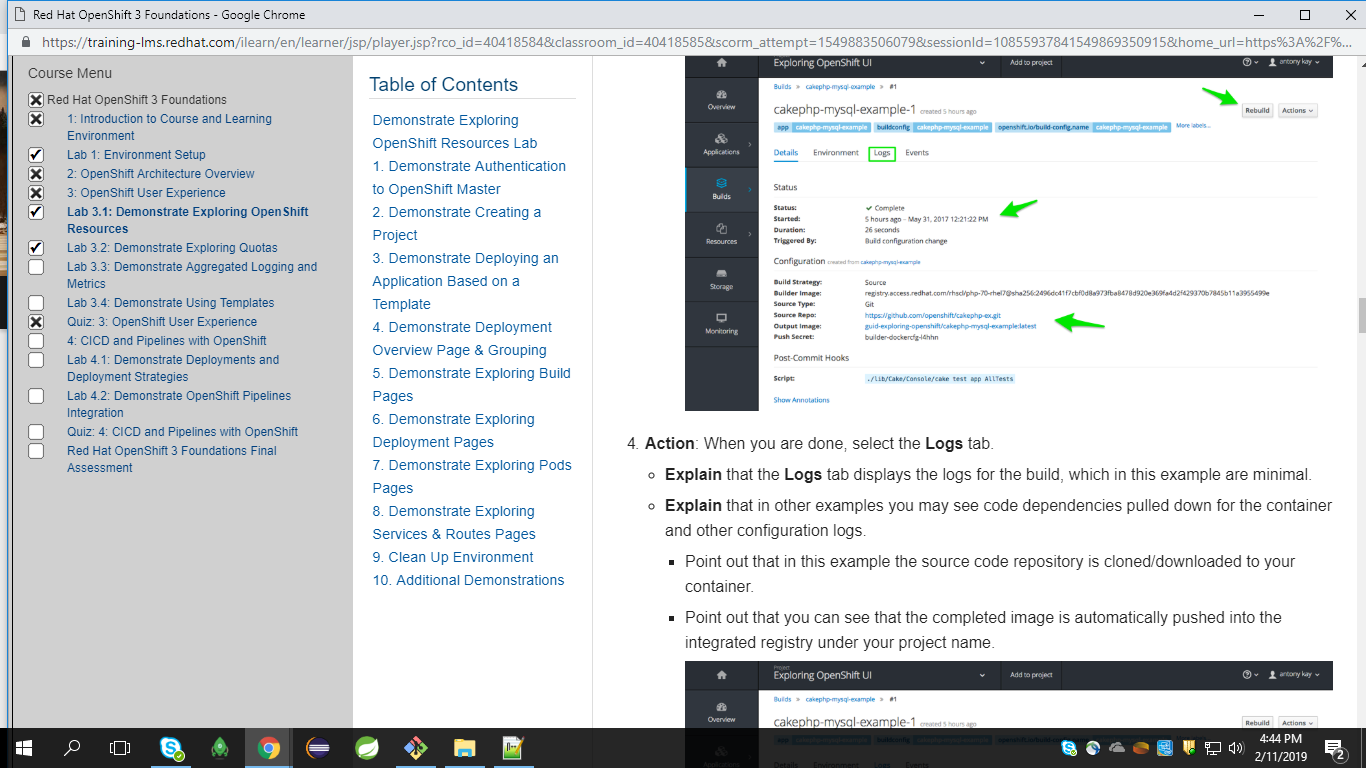 Red Hat OpenShift 3 Foundations - Google Chrome
https://training-lms.redhat.com/ilearn/en/learner/jsp/player.jsp?rco_id=40418584&classroom_id=40418585&scorm_attempt=1549883506079&sessionId=10855937841549869350915&home_url=https%3A%2F%...
Course Menu
Red Hat OpenShift 3 Foundations
1: Introduction to Course and Learning
Environment
Lab 1: Environment Setup
2: OpenShift Architecture Overview
3: OpenShift User Experience
Lab 3.1: Demonstrate Exploring OpenShift
Resources
Lab 3.2: Demonstrate Exploring Quotas
Lab 3.3: Demonstrate Aggregated Logging and
Metrics
Lab 3.4: Demonstrate Using Templates
Quiz: 3: OpenShift User Experience
4: CICD and Pipelines with OpenShift
Lab 4.1: Demonstrate Deployments and
Deployment Strategies
Lab 4.2: Demonstrate OpenShift Pipelines
Integration
Quiz: 4: CICD and Pipelines with OpenShift
Red Hat OpenShift 3 Foundations Final
Assessment
Table of Contents
Demonstrate Exploring
OpenShift Resources Lab
1. Demonstrate Authentication
to OpenShift Master
2. Demonstrate Creating a
Project
3. Demonstrate Deploying an
Application Based on a
Template
4. Demonstrate Deployment
Overview Page & Grouping
5. Demonstrate Exploring Build
Pages
6. Demonstrate Exploring
Deployment Pages
7. Demonstrate Exploring Pods
Pages
8. Demonstrate Exploring
Services & Routes Pages
9. Clean Up Environment
10. Additional Demonstrations
Exploring OpenShift UI
Add to project
antony kay
Overview
Applications
Builds
Resources
Storage
Monitoring
Builds » cakephp-mysql-example » #1
cakephp-mysql-example-1 created 5 hours ago
Rebuild
Actions
app cakephp-mysql-example buildconfig cakephp-mysql-example openshift.io/build-config.name cakephp-mysql-example More labels...
Details Environment Logs Events
Status
Status: Complete
Started: 5 hours ago – May 31, 2017 12:21:22 PM
Duration: 26 seconds
Triggered By: Build configuration change
Configuration created from cakephp-mysql-example
Build Strategy: Source
Builder Image: registry.access.redhat.com/rhscl/php-70-rhel7@sha256:2496dc41f7cbf0d8a973fba8478d920e369fa4d2f429370b7845b11a3955499e
Source Type: Git
Source Repo: https://github.com/openshift/cakephp-ex.git
Output Image: guid-exploring-openshift/cakephp-mysql-example:latest
Push Secret: builder-dockercfg-l4hhn
Post-Commit Hooks
Script: ./lib/Cake/Console/cake test app AllTests
Show Annotations
4. Action: When you are done, select the Logs tab.
Explain that the Logs tab displays the logs for the build, which in this example are minimal.
Explain that in other examples you may see code dependencies pulled down for the container
and other configuration logs.
Point out that in this example the source code repository is cloned/downloaded to your
container.
Point out that you can see that the completed image is automatically pushed into the
integrated registry under your project name.
Project
Exploring OpenShift UI
Add to project
antony kay
Overview
Builds » cakephp-mysql-example » #1
cakephp-mysql-example-1 created 5 hours ago
Rebuild
Actions
4:44 PM
2/11/2019
2